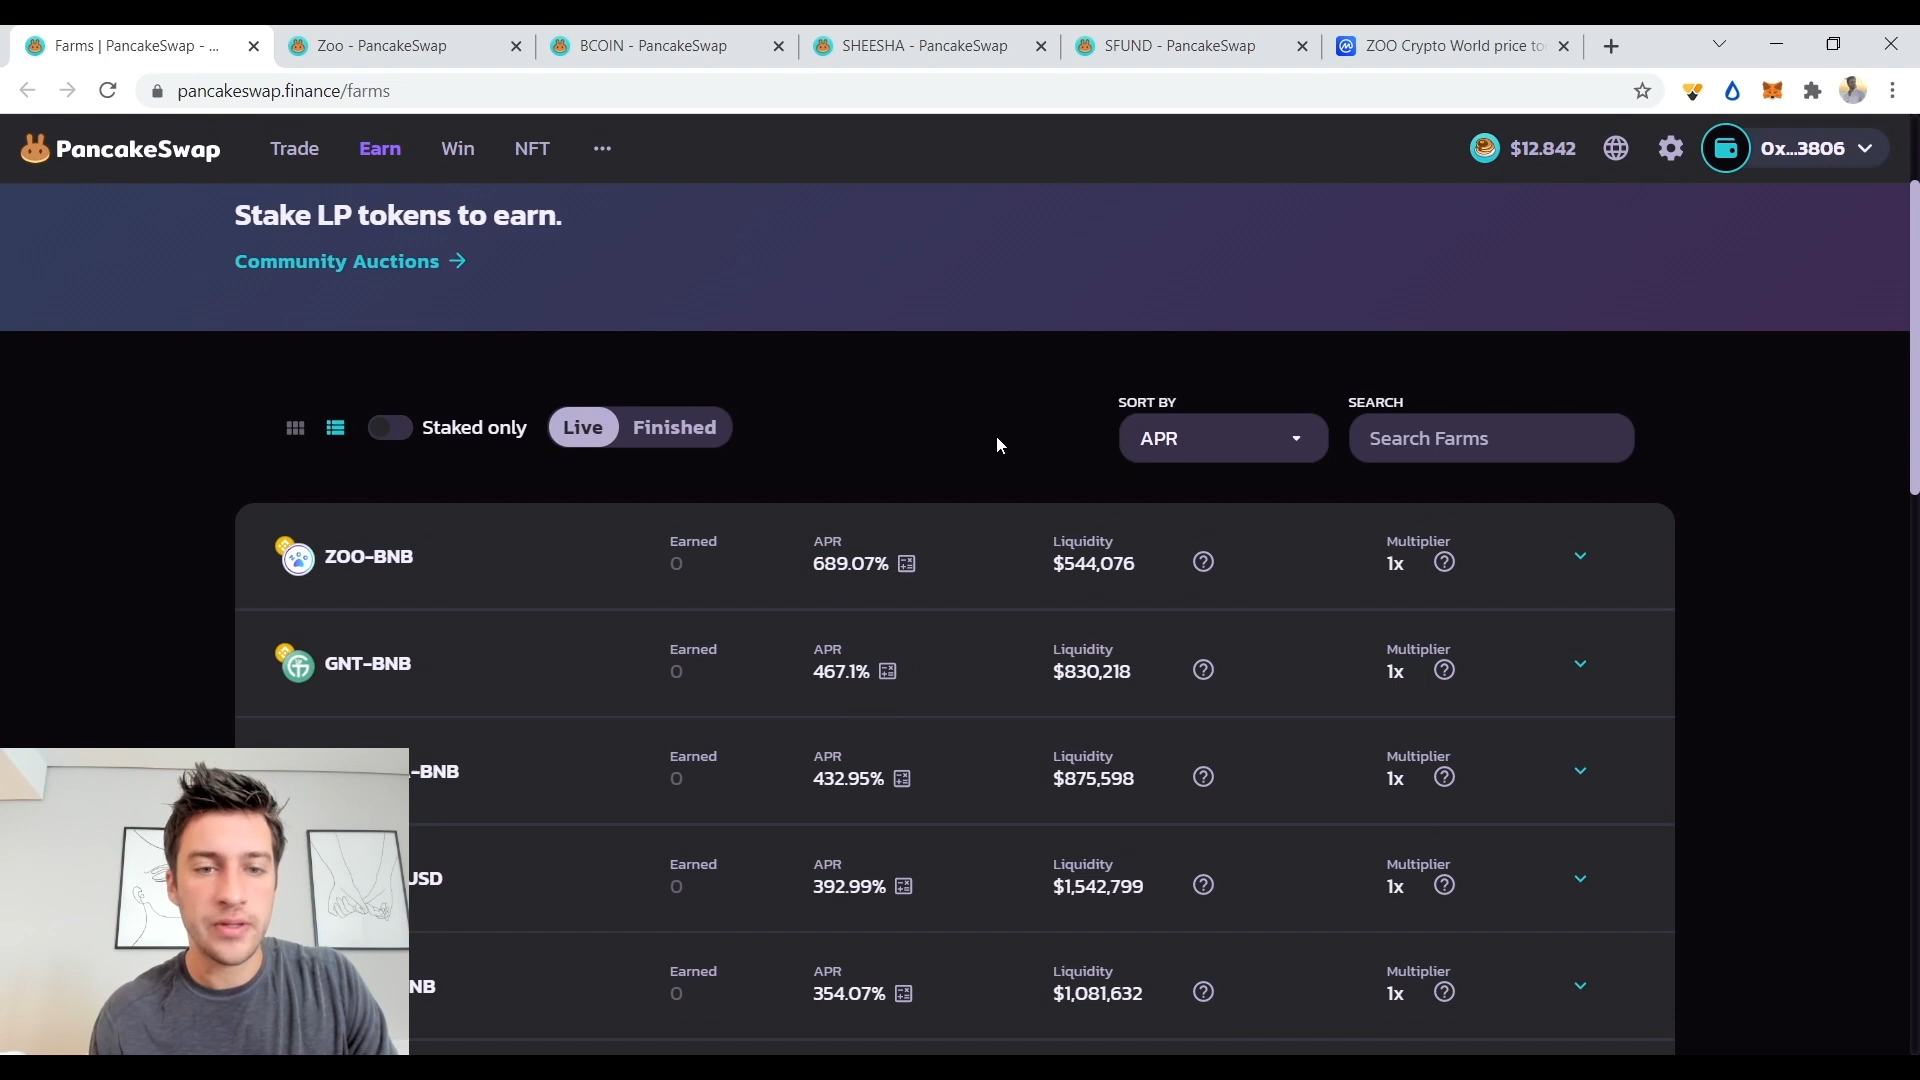 Farms | PancakeSwap - ...
Zoo - PancakeSwap
BCOIN - PancakeSwap
SHEESHA - PancakeSwap
SFUND - PancakeSwap
ZOO Crypto World price to
pancakeswap.finance/farms
PancakeSwap
Trade
Earn
Win
NFT
$12.842
0x...3806
Stake LP tokens to earn.
Community Auctions
Staked only
Live
Finished
SORT BY
APR
SEARCH
Search Farms
ZOO-BNB
Earned
0
APR
689.07%
Liquidity
$544,076
Multiplier
1x
GNT-BNB
Earned
0
APR
467.1%
Liquidity
$830,218
Multiplier
1x
-BNB
Earned
0
APR
432.95%
Liquidity
$875,598
Multiplier
1x
USD
Earned
0
APR
392.99%
Liquidity
$1,542,799
Multiplier
1x
NB
Earned
0
APR
354.07%
Liquidity
$1,081,632
Multiplier
1x